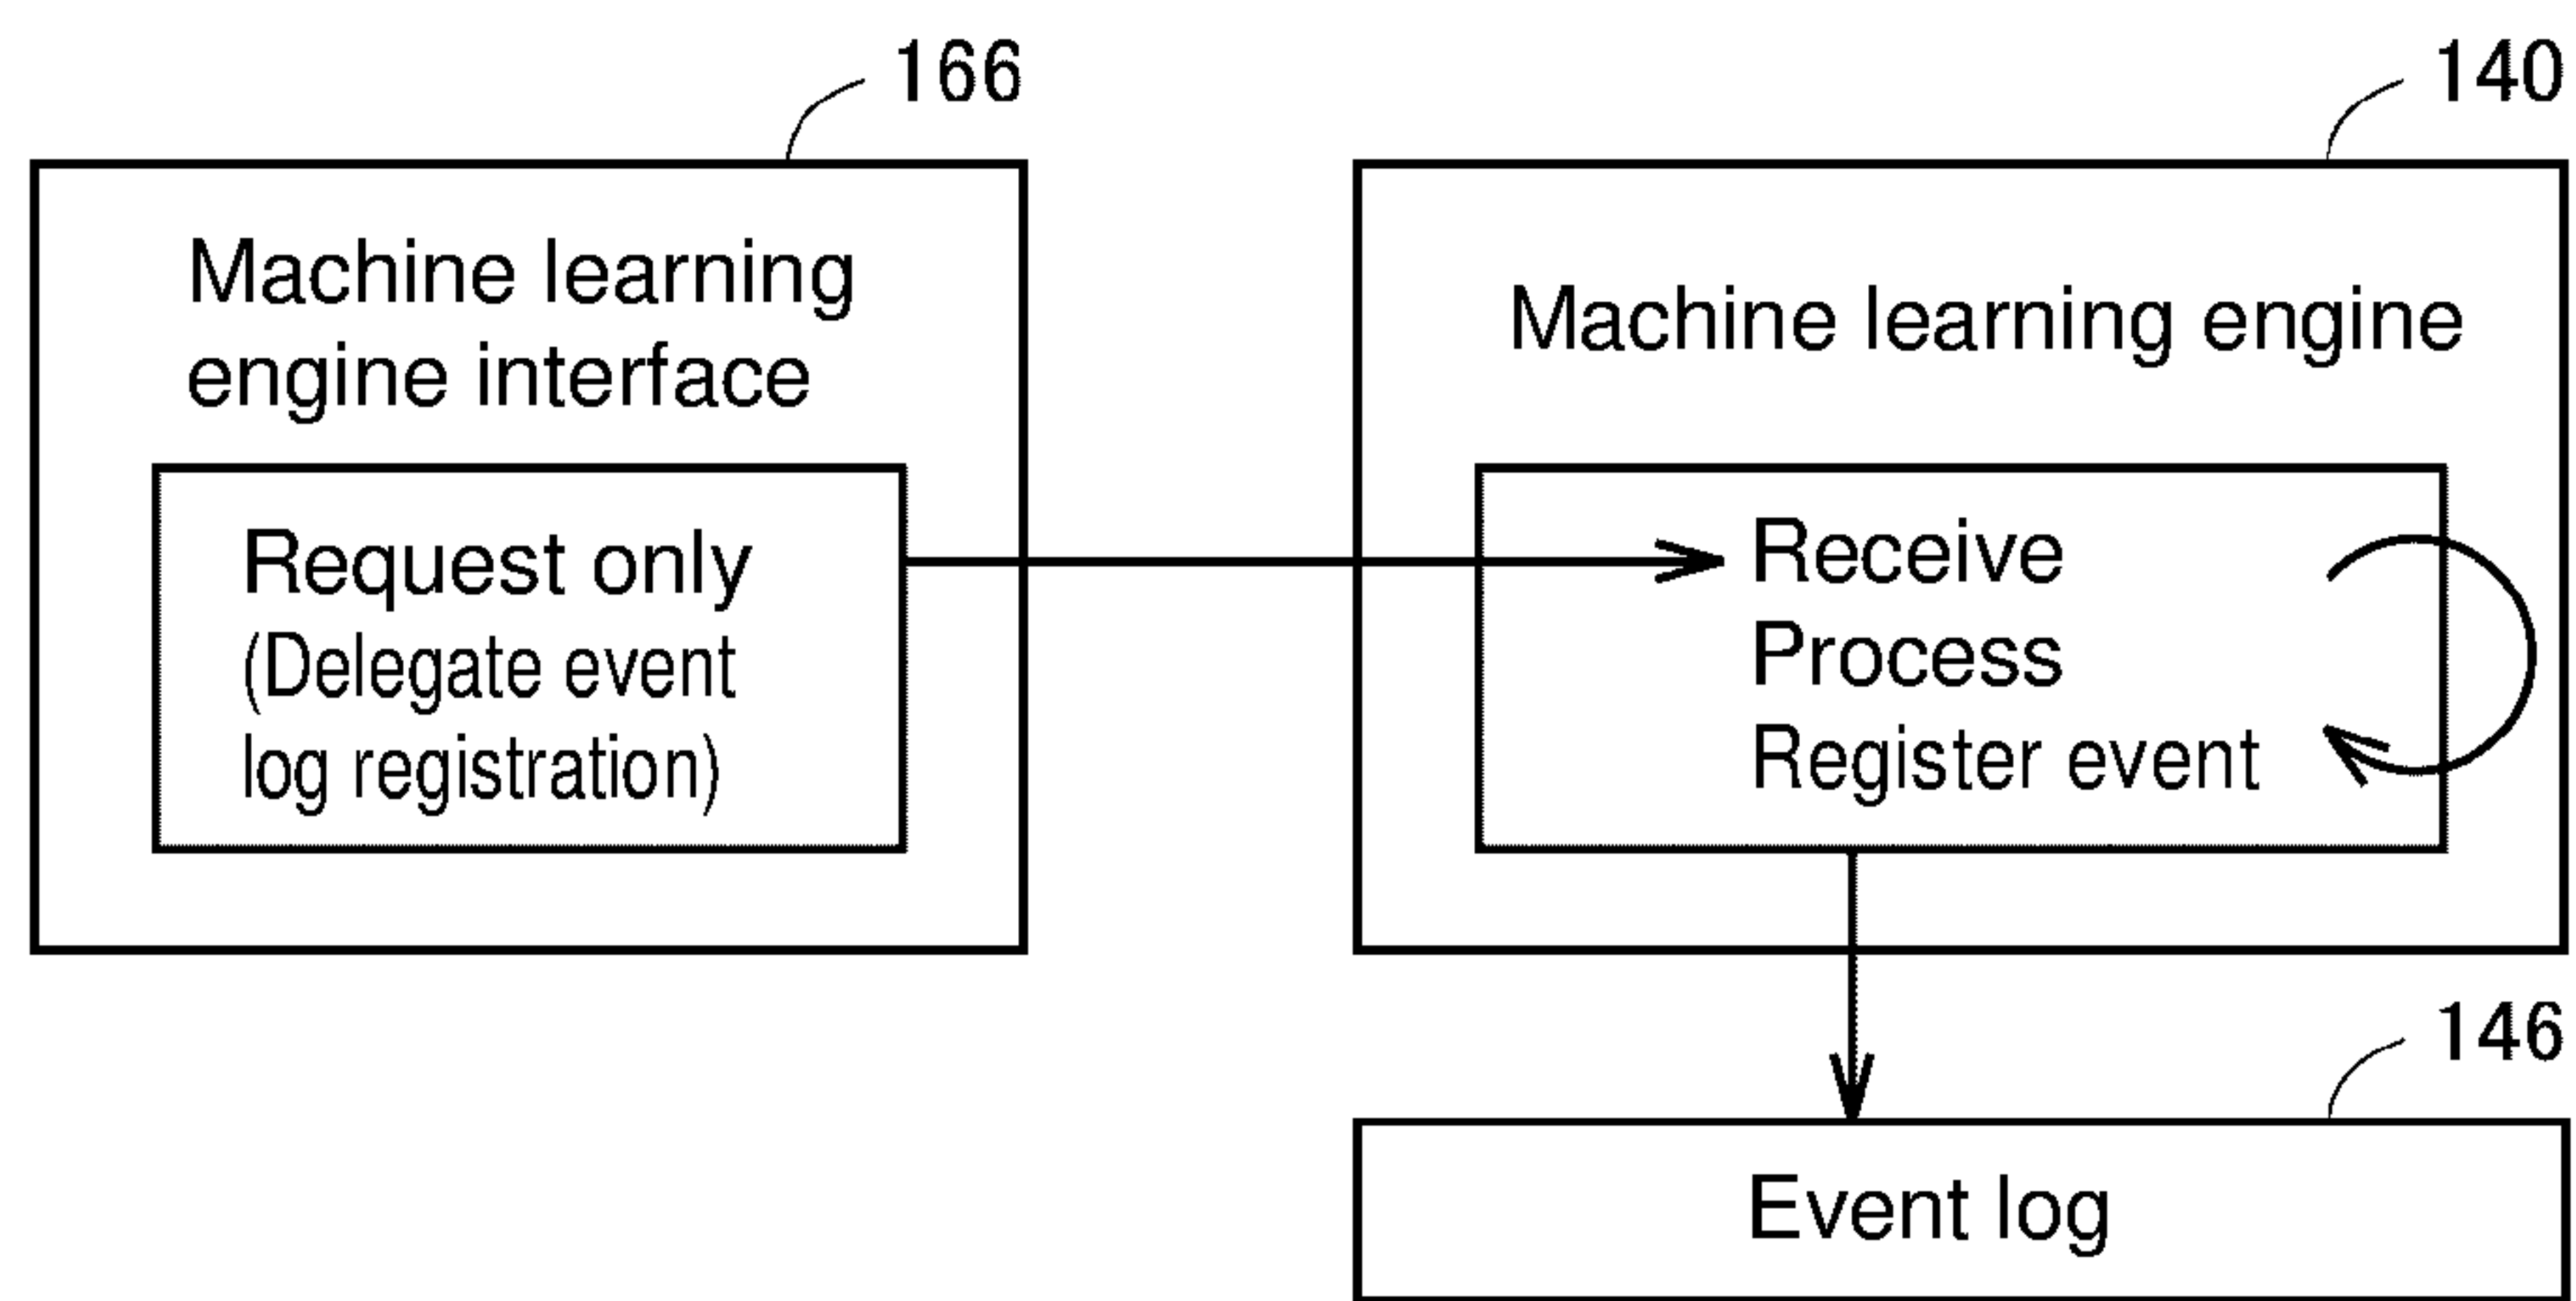 166
140
Machine learning
engine interface
Machine learning engine
Request only
(Delegate event
log registration)
Receive
Process
Register event
146
Event log